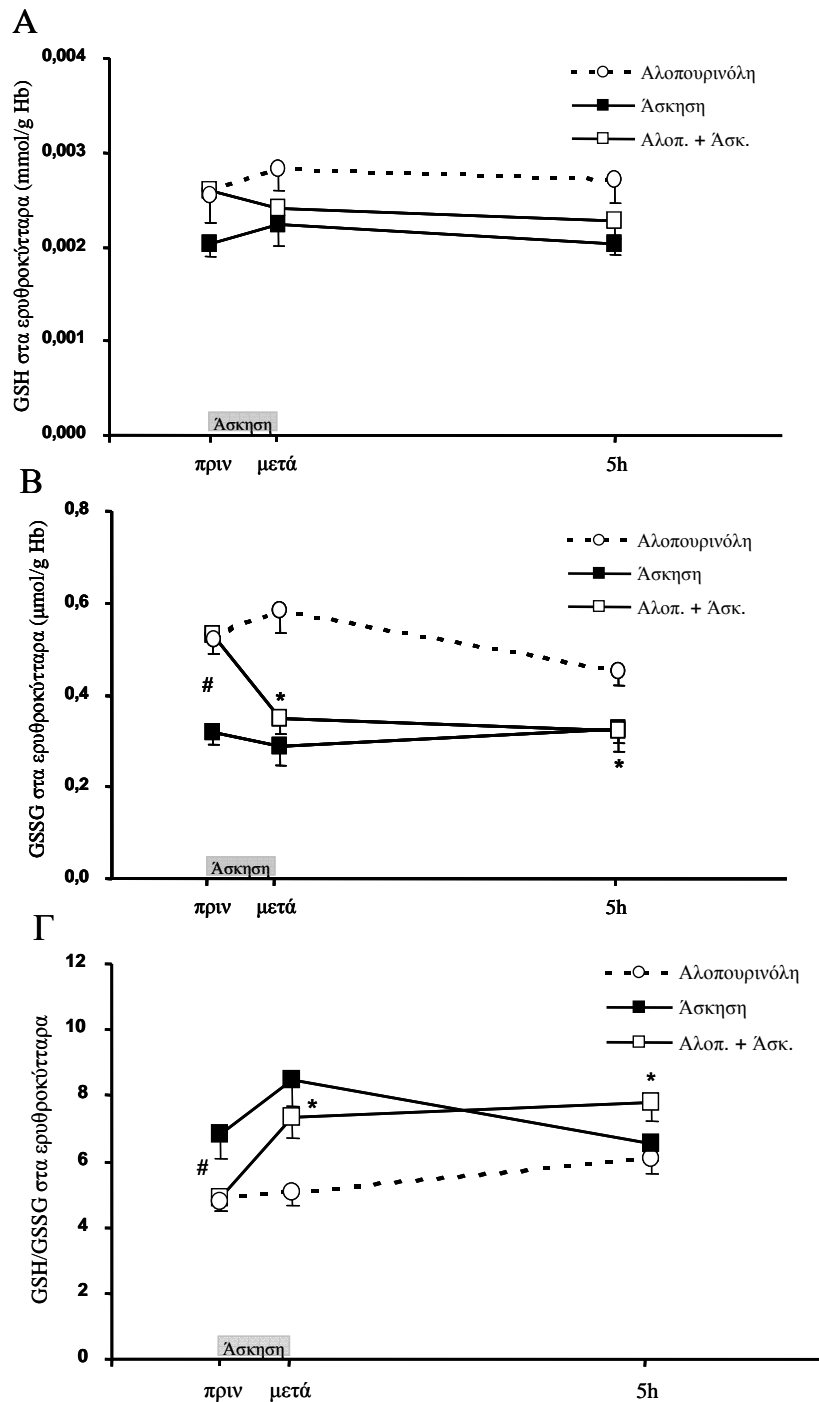 Α
GSH στα ερυθροκύτταρα (mmol/g Hb)
0,004
0,003
0,002
0,001
0,000
Αλοπουρινόλη
Άσκηση
Αλοπ. + Άσκ.
Άσκηση
πριν μετά 5h
Β
GSSG στα ερυθροκύτταρα (μmol/g Hb)
0,8
0,6
0,4
0,2
0,0
Αλοπουρινόλη
Άσκηση
Αλοπ. + Άσκ.
#
*
*
Άσκηση
πριν μετά 5h
Γ
GSH/GSSG στα ερυθροκύτταρα
12
10
8
6
4
2
0
Αλοπουρινόλη
Άσκηση
Αλοπ. + Άσκ.
*
*
#
Άσκηση
πριν μετά 5h